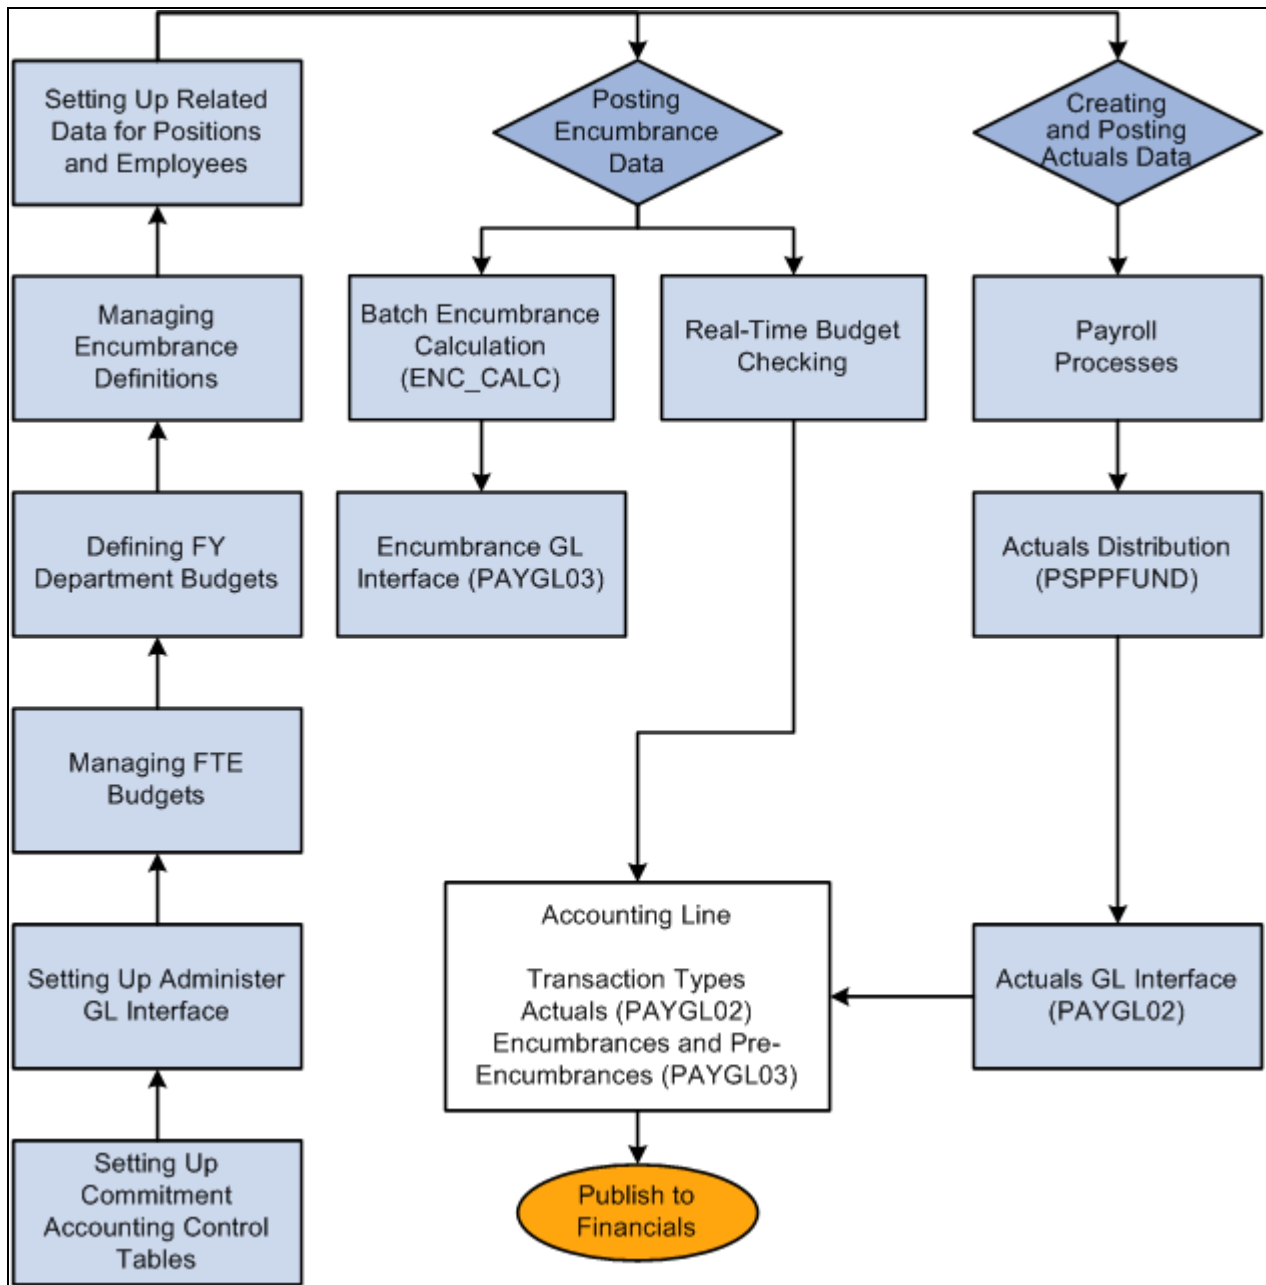 Setting Up Related
Data for Positions
and Employees
Posting
Encumbrance
Data
Creating
and Posting
Actuals Data
Managing
Encumbrance
Definitions
Batch Encumbrance
Calculation
(ENC_CALC)
Real-Time Budget
Checking
Payroll
Processes
Defining FY
Department Budgets
Encumbrance GL
Interface (PAYGL03)
Actuals Distribution
(PSPPFUND)
Managing FTE
Budgets
Setting Up Administer
GL Interface
Accounting Line
Transaction Types
Actuals (PAYGL02)
Encumbrances and Pre-
Encumbrances (PAYGL03)
Actuals GL Interface
(PAYGL02)
Setting Up
Commitment
Accounting Control
Tables
Publish to
Financials